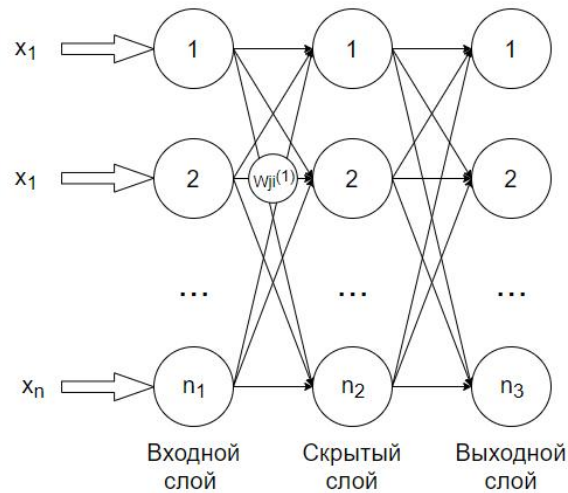 x1 1 1 1
x1 2 Wji(1) 2 2
... ... ...
xn n1 n2 n3
Входной Скрытый Выходной
слой слой слой